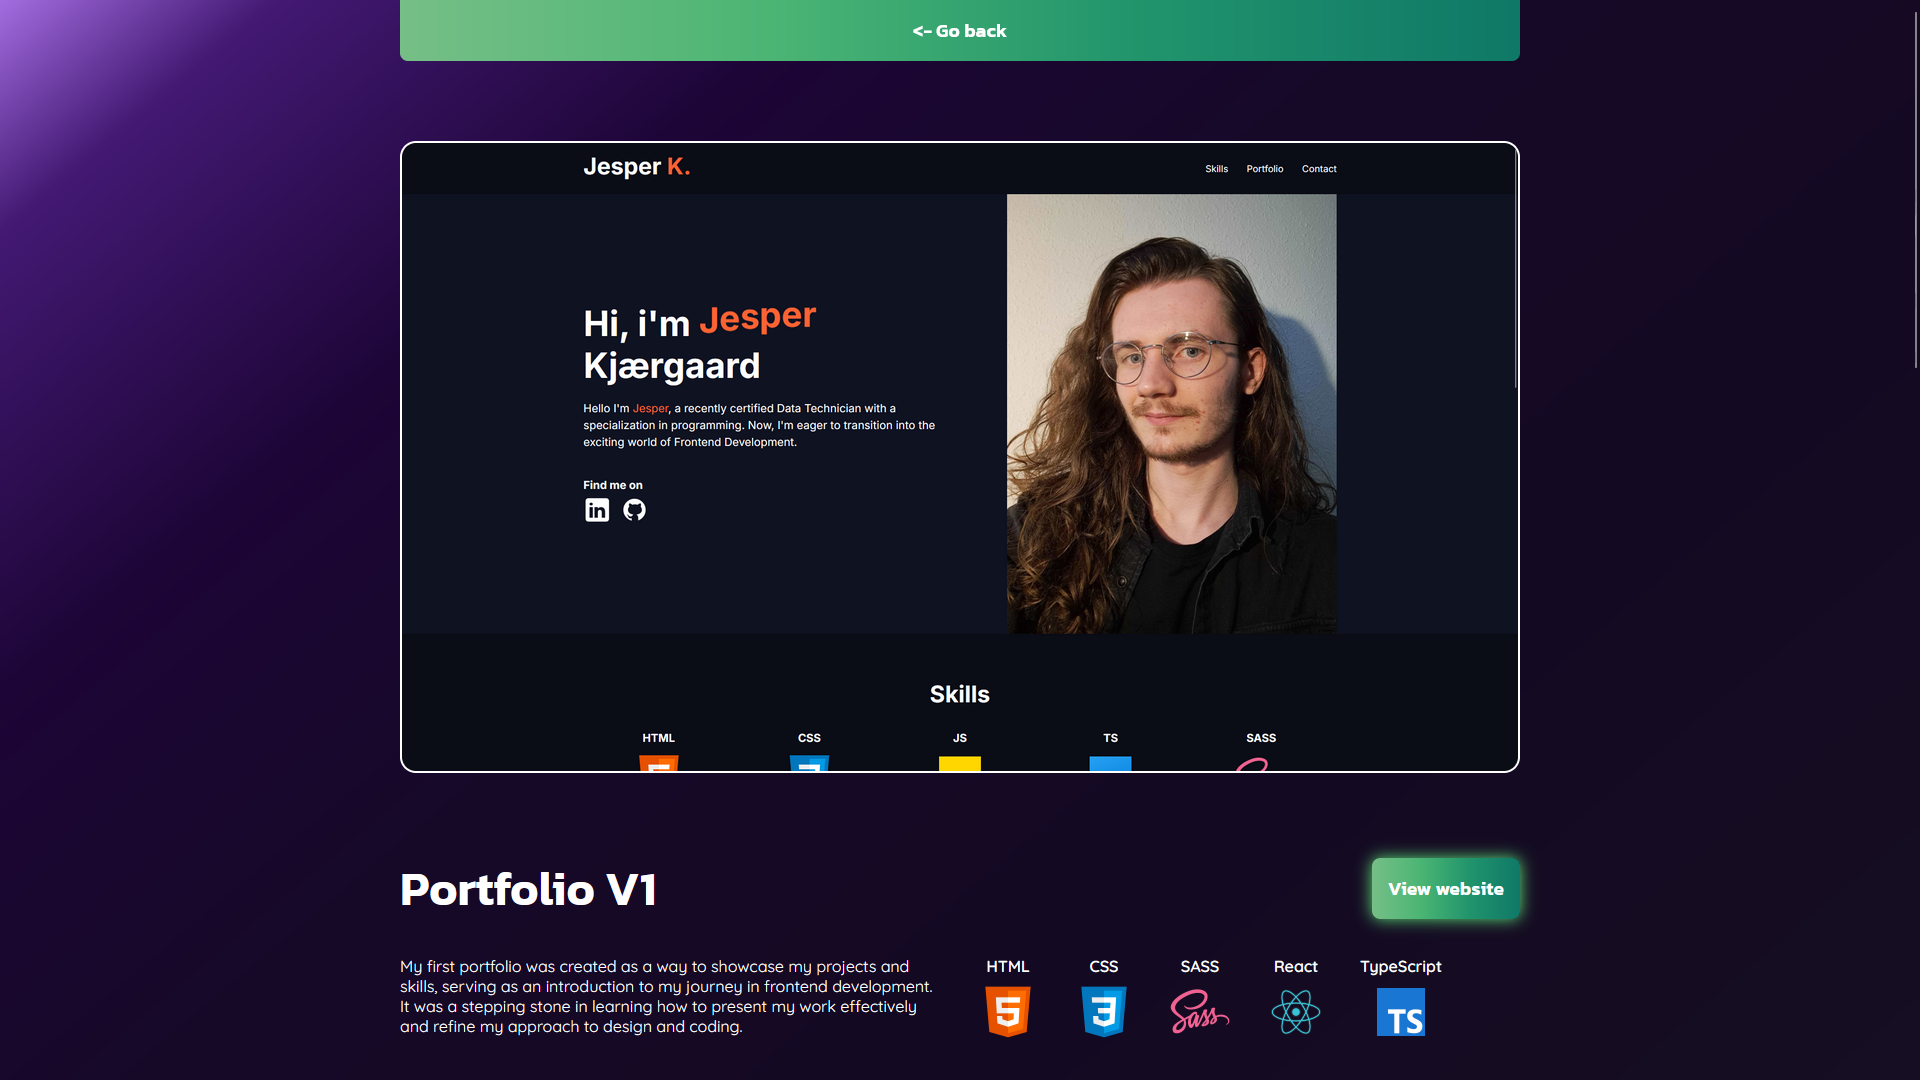 <- Go back
Jesper K.
Skills Portfolio Contact
Hi, i'm Jesper
Kjærgaard
Hello I'm Jesper, a recently certified Data Technician with a
specialization in programming. Now, I'm eager to transition into the
exciting world of Frontend Development.
Find me on
in
Skills
HTML CSS JS TS SASS
Portfolio V1
View website
My first portfolio was created as a way to showcase my projects and
skills, serving as an introduction to my journey in frontend development.
It was a stepping stone in learning how to present my work effectively
and refine my approach to design and coding.
HTML CSS SASS React TypeScript
5 3 Sass TS